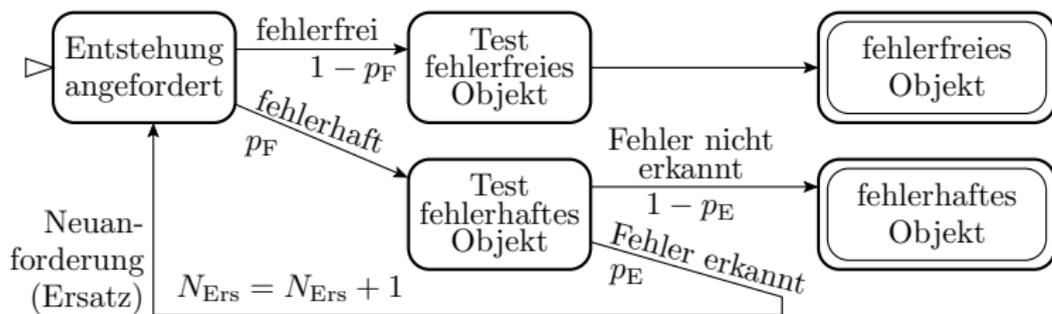 Entstehung
angefordert
fehlerfrei
1 − p_F
Test
fehlerfreies
Objekt
fehlerfreies
Objekt
fehlerhaft
p_F
Test
fehlerhaftes
Objekt
Fehler nicht
erkannt
1 − p_E
fehlerhaftes
Objekt
Fehler erkannt
p_E
Neuan-
forderung
(Ersatz)
N_Ers = N_Ers + 1